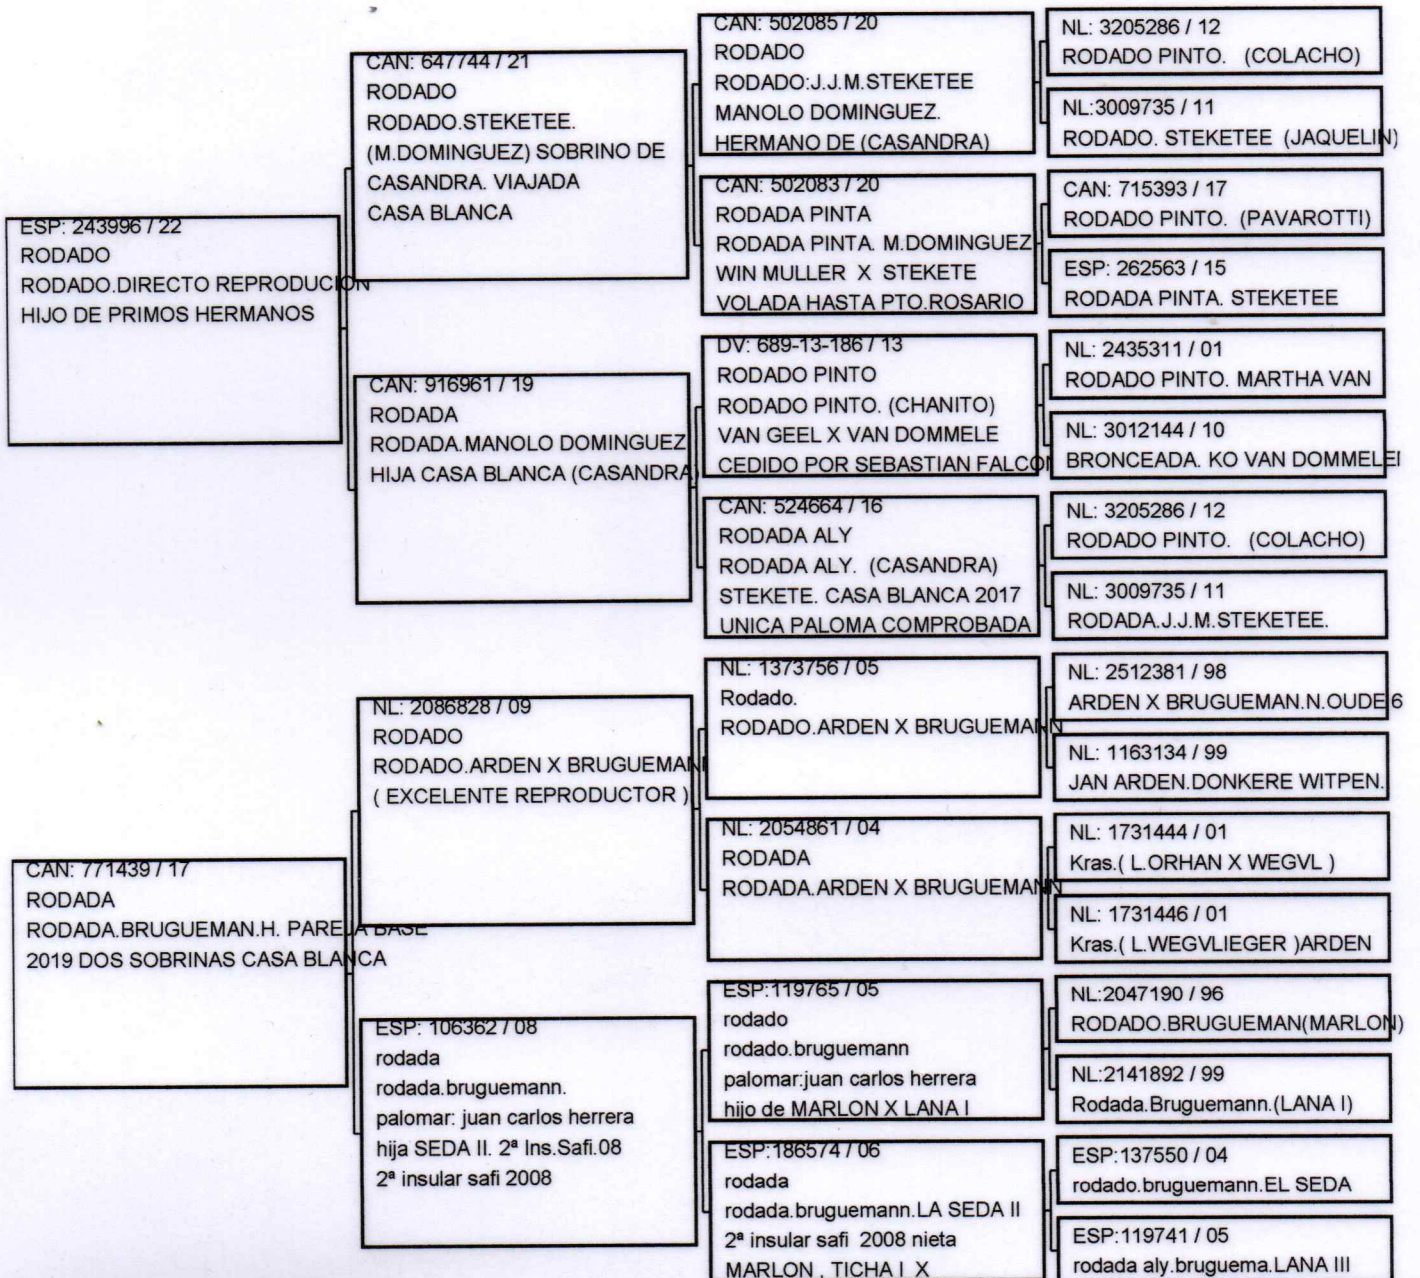 ESP: 243996 / 22
RODADO
RODADO.DIRECTO REPRODUCION
HIJO DE PRIMOS HERMANOS
CAN: 771439 / 17
RODADA
RODADA.BRUGUEMAN.H. PAREJA BASE
2019 DOS SOBRINAS CASA BLANCA
CAN: 647744 / 21
RODADO
RODADO.STEKETEE.
(M.DOMINGUEZ) SOBRINO DE
CASANDRA. VIAJADA
CASA BLANCA
CAN: 916961 / 19
RODADA
RODADA.MANOLO DOMINGUEZ
HIJA CASA BLANCA (CASANDRA)
NL: 2086828 / 09
RODADO
RODADO.ARDEN X BRUGUEMANN
( EXCELENTE REPRODUCTOR )
ESP: 106362 / 08
rodada
rodada.bruguemann.
palomar: juan carlos herrera
hija SEDA II. 2ª Ins.Safi.08
2ª insular safi 2008
CAN: 502085 / 20
RODADO
RODADO:J.J.M.STEKETEE
MANOLO DOMINGUEZ.
HERMANO DE (CASANDRA)
CAN: 502083 / 20
RODADA PINTA
RODADA PINTA. M.DOMINGUEZ
WIN MULLER X STEKETE
VOLADA HASTA PTO.ROSARIO
DV: 689-13-186 / 13
RODADO PINTO
RODADO PINTO. (CHANITO)
VAN GEEL X VAN DOMMELE
CEDIDO POR SEBASTIAN FALCON
CAN: 524664 / 16
RODADA ALY
RODADA ALY. (CASANDRA)
STEKETE. CASA BLANCA 2017
UNICA PALOMA COMPROBADA
NL: 1373756 / 05
Rodado.
RODADO.ARDEN X BRUGUEMANN
NL: 2054861 / 04
RODADA
RODADA.ARDEN X BRUGUEMANN
ESP:119765 / 05
rodado
rodado.bruguemann
palomar:juan carlos herrera
hijo de MARLON X LANA I
ESP:186574 / 06
rodada
rodada.bruguemann.LA SEDA II
2ª insular safi 2008 nieta
MARLON , TICHA I X
NL: 3205286 / 12
RODADO PINTO. (COLACHO)
NL:3009735 / 11
RODADO. STEKETEE (JAQUELIN)
CAN: 715393 / 17
RODADO PINTO. (PAVAROTTI)
ESP: 262563 / 15
RODADA PINTA. STEKETEE
NL: 2435311 / 01
RODADO PINTO. MARTHA VAN
NL: 3012144 / 10
BRONCEADA. KO VAN DOMMELEI
NL: 3205286 / 12
RODADO PINTO. (COLACHO)
NL: 3009735 / 11
RODADA.J.J.M.STEKETEE.
NL: 2512381 / 98
ARDEN X BRUGUEMAN.N.OUDE 6
NL: 1163134 / 99
JAN ARDEN.DONKERE WITPEN.
NL: 1731444 / 01
Kras.( L.ORHAN X WEGVL )
NL: 1731446 / 01
Kras.( L.WEGVLIEGER )ARDEN
NL:2047190 / 96
RODADO.BRUGUEMAN(MARLON)
NL:2141892 / 99
Rodada.Bruguemann.(LANA I)
ESP:137550 / 04
rodado.bruguemann.EL SEDA
ESP:119741 / 05
rodada aly.bruguema.LANA III